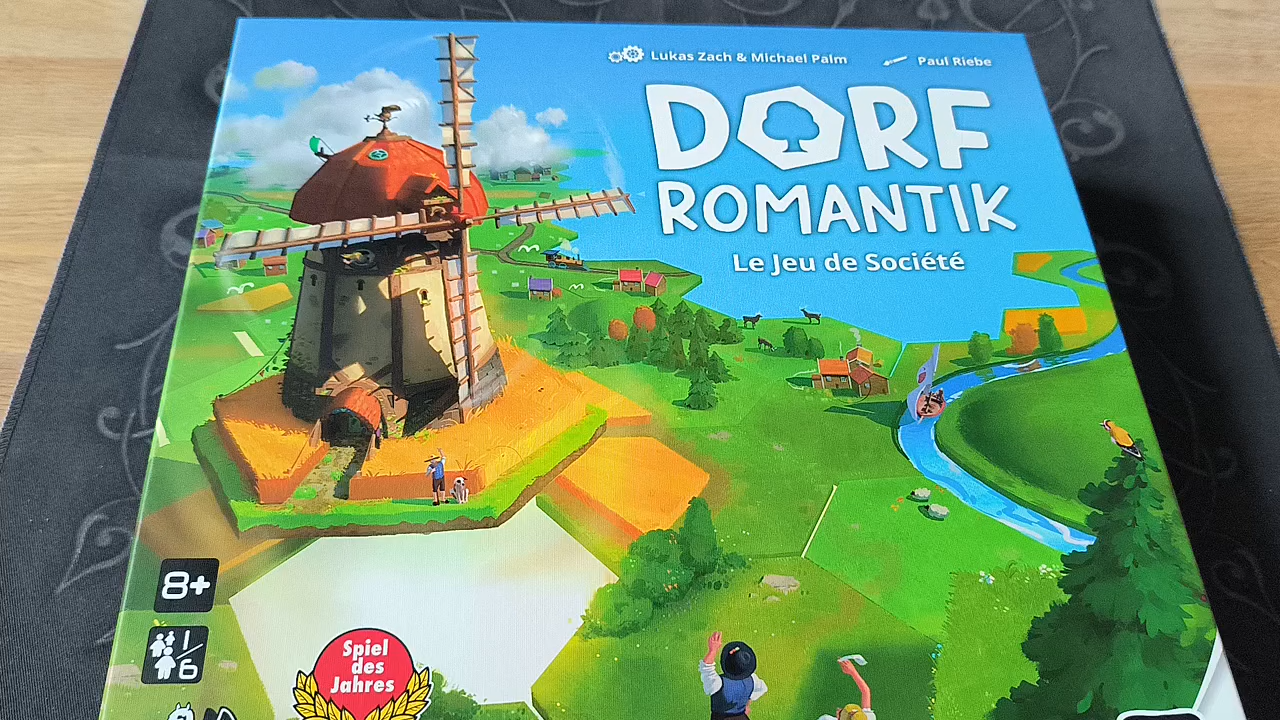 Lukas Zach & Michael Palm
Paul Riebe
DORF
ROMANTIK
Le Jeu de Société
8+
1/6
Spiel
des
Jahres